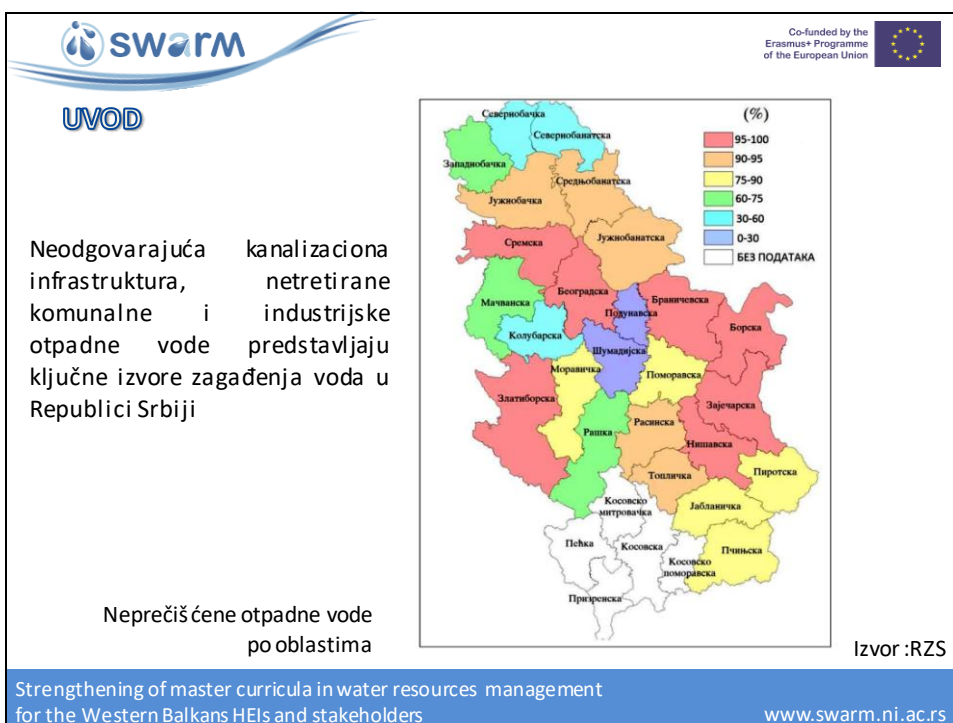 swarm
Co-funded by the
Erasmus+ Programme
of the European Union
UVOD
Neodgovarajuća kanalizaciona
infrastruktura, netretirane
komunalne i industrijske
otpadne vode predstavljaju
ključne izvore zagađenja voda u
Republici Srbiji
Neprečišćene otpadne vode
po oblastima
(%)
95-100
90-95
75-90
60-75
30-60
0-30
БЕЗ ПОДАТАКА
Севернобачка
Севернобанатска
Западнобачка
Средњобанатска
Јужнобачка
Јужнобанатска
Сремска
Београдска
Мачванска
Подунавска
Браничевска
Борска
Колубарска
Шумадијска
Моравичка
Поморавска
Златиборска
Зајечарска
Рашка
Расинска
Нишавска
Топличка
Пиротска
Јабланичка
Косовско
митровачка
Пећка
Косовска
Косовско
поморавска
Пчињска
Призренска
Izvor :RZS
Strengthening of master curricula in water resources management
for the Western Balkans HEIs and stakeholders
www.swarm.ni.ac.rs